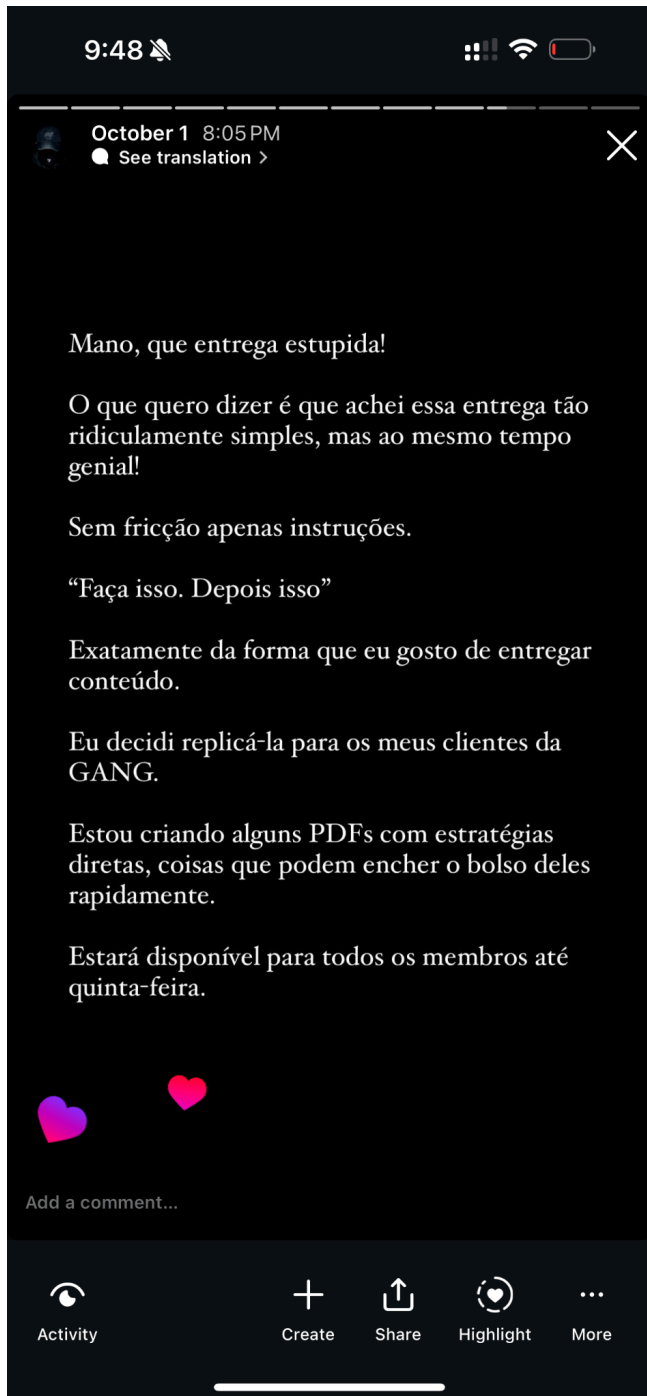 9:48
October 1 8:05 PM
See translation >
Mano, que entrega estupida!
O que quero dizer é que achei essa entrega tão
ridiculamente simples, mas ao mesmo tempo
genial!
Sem fricção apenas instruções.
“Faça isso. Depois isso”
Exatamente da forma que eu gosto de entregar
conteúdo.
Eu decidi replicá-la para os meus clientes da
GANG.
Estou criando alguns PDFs com estratégias
diretas, coisas que podem encher o bolso deles
rapidamente.
Estará disponível para todos os membros até
quinta-feira.
Add a comment...
Activity Create Share Highlight More